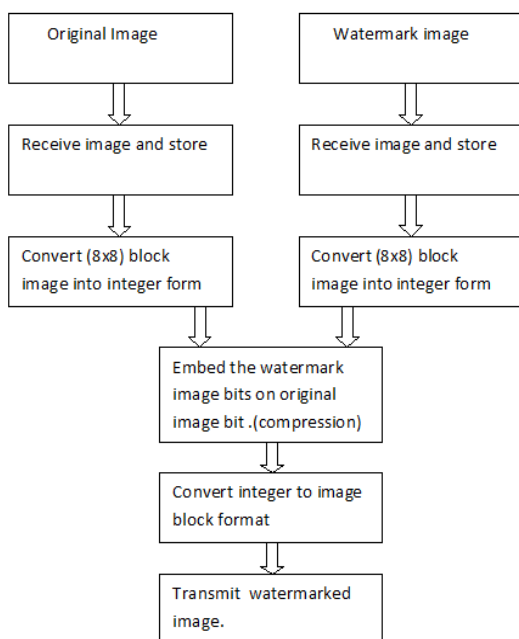 Original Image
Watermark image
Receive image and store
Receive image and store
Convert (8x8) block
image into integer form
Convert (8x8) block
image into integer form
Embed the watermark
image bits on original
image bit .(compression)
Convert integer to image
block format
Transmit watermarked
image.